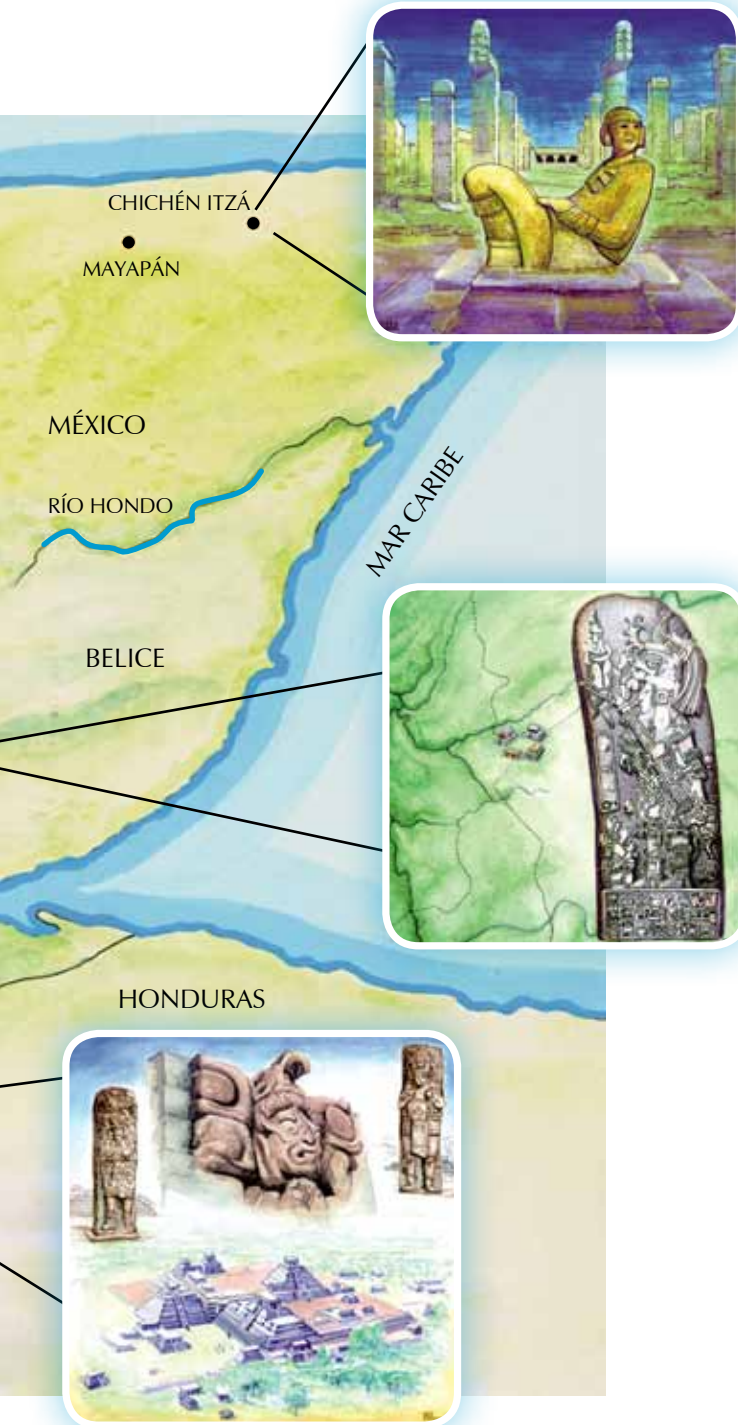 CHICHÉN ITZÁ
MAYAPÁN
MÉXICO
RÍO HONDO
MAR CARIBE
BELICE
HONDURAS